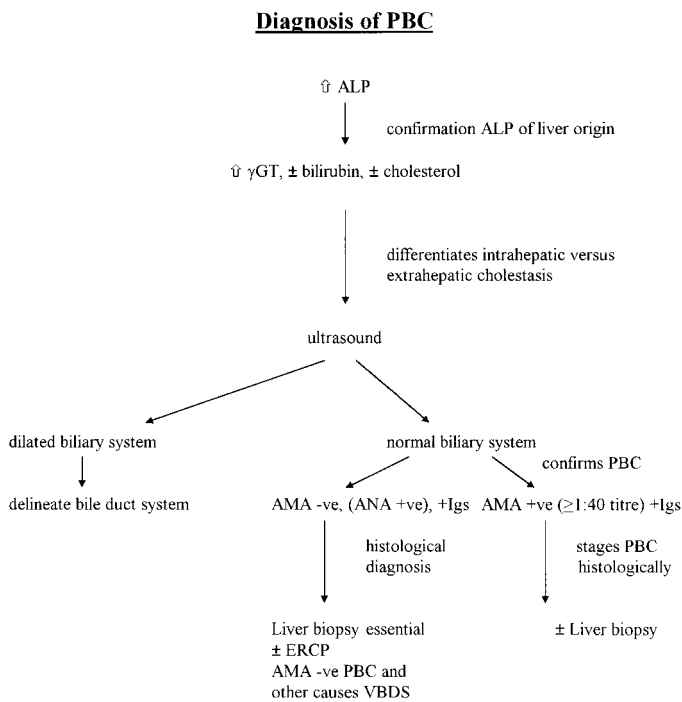 Diagnosis of PBC
⇧ ALP
confirmation ALP of liver origin
⇧ γGT, ± bilirubin, ± cholesterol
differentiates intrahepatic versus
extrahepatic cholestasis
ultrasound
dilated biliary system
normal biliary system
confirms PBC
delineate bile duct system
AMA -ve, (ANA +ve), +Igs
AMA +ve (≥1:40 titre) +Igs
histological
diagnosis
stages PBC
histologically
Liver biopsy essential
± ERCP
AMA -ve PBC and
other causes VBDS
± Liver biopsy